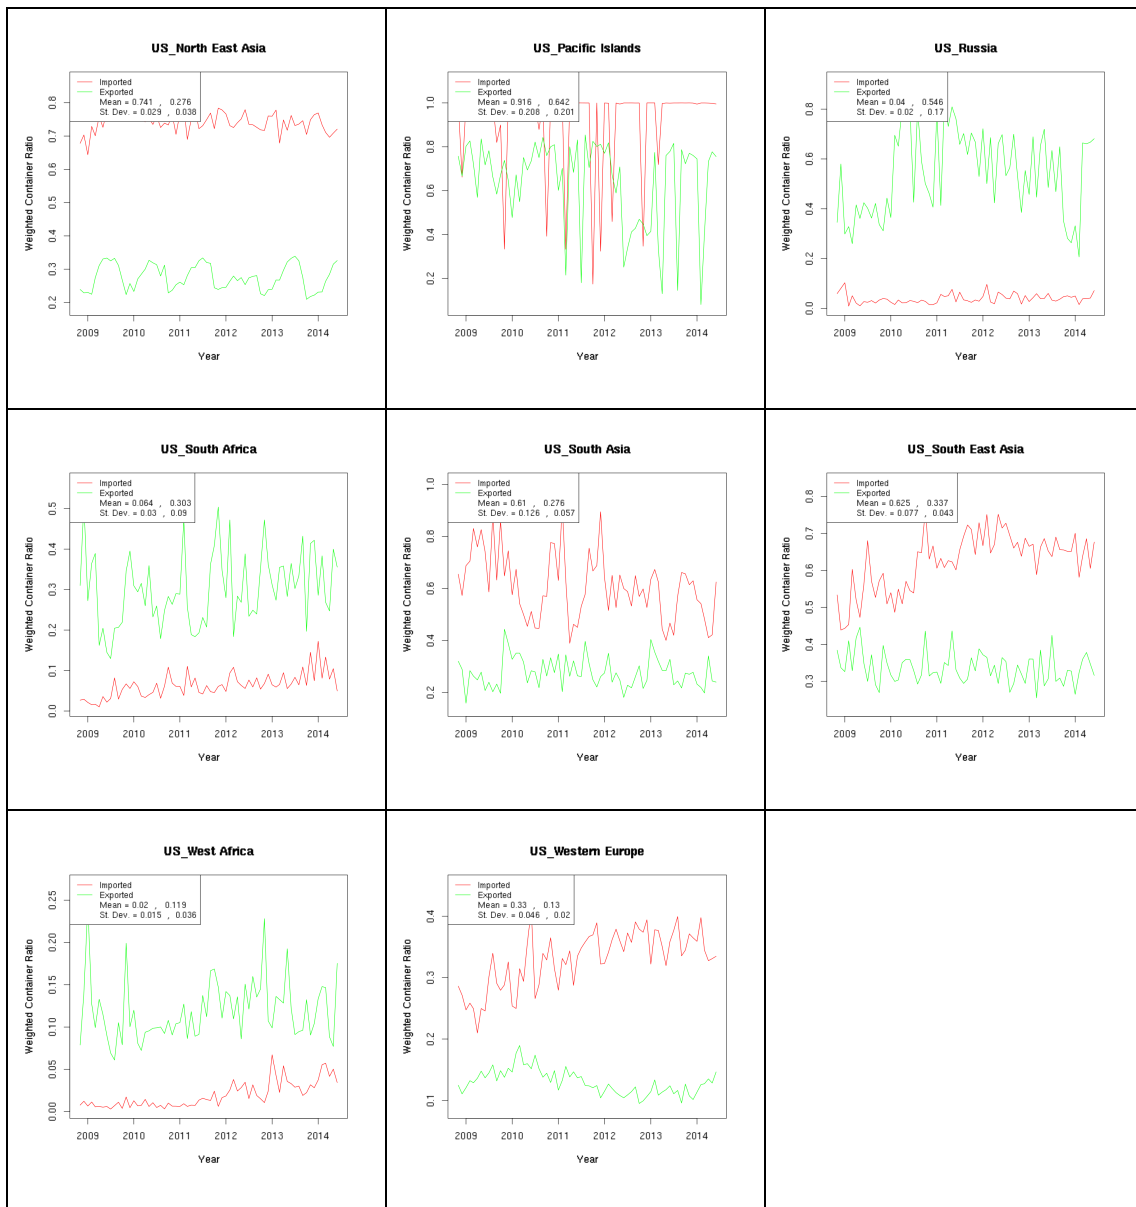 US_North East Asia
Imported
Exported
Mean = 0.741 , 0.276
St. Dev. = 0.029 , 0.038
Weighted Container Ratio
0.2 0.3 0.4 0.5 0.6 0.7 0.8
2009 2010 2011 2012 2013 2014
Year
US_Pacific Islands
Imported
Exported
Mean = 0.916 , 0.642
St. Dev. = 0.208 , 0.201
Weighted Container Ratio
0.2 0.4 0.6 0.8 1.0
2009 2010 2011 2012 2013 2014
Year
US_Russia
Imported
Exported
Mean = 0.04 , 0.546
St. Dev. = 0.02 , 0.17
Weighted Container Ratio
0.0 0.2 0.4 0.6 0.8
2009 2010 2011 2012 2013 2014
Year
US_South Africa
Imported
Exported
Mean = 0.064 , 0.303
St. Dev. = 0.03 , 0.09
Weighted Container Ratio
0.0 0.1 0.2 0.3 0.4 0.5
2009 2010 2011 2012 2013 2014
Year
US_South Asia
Imported
Exported
Mean = 0.61 , 0.276
St. Dev. = 0.126 , 0.057
Weighted Container Ratio
0.2 0.4 0.6 0.8 1.0
2009 2010 2011 2012 2013 2014
Year
US_South East Asia
Imported
Exported
Mean = 0.625 , 0.337
St. Dev. = 0.077 , 0.043
Weighted Container Ratio
0.3 0.4 0.5 0.6 0.7 0.8
2009 2010 2011 2012 2013 2014
Year
US_West Africa
Imported
Exported
Mean = 0.02 , 0.119
St. Dev. = 0.015 , 0.036
Weighted Container Ratio
0.00 0.05 0.10 0.15 0.20 0.25
2009 2010 2011 2012 2013 2014
Year
US_Western Europe
Imported
Exported
Mean = 0.33 , 0.13
St. Dev. = 0.046 , 0.02
Weighted Container Ratio
0.1 0.2 0.3 0.4
2009 2010 2011 2012 2013 2014
Year